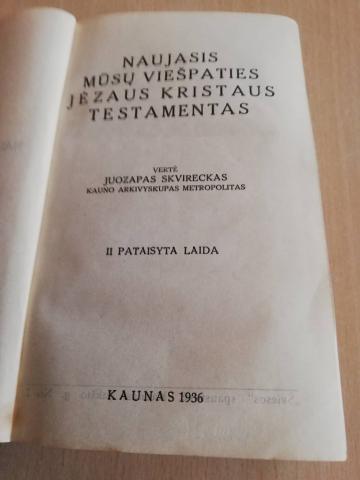 NAUJASIS
MŪSŲ VIEŠPATIES
JĖZAUS KRISTAUS
TESTAMENTAS
VERTĖ
JUOZAPAS SKVIRECKAS
KAUNO ARKIVYSKUPAS METROPOLITAS
II PATAISYTA LAIDA
KAUNAS 1936